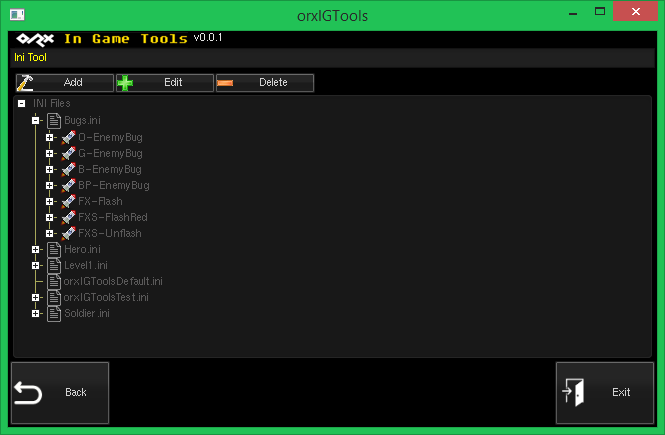 orxIGTools
orx In Game Tools v0.0.1
Ini Tool
Add Edit Delete
INI Files
Bugs.ini
O-EnemyBug
G-EnemyBug
B-EnemyBug
BP-EnemyBug
FX-Flash
FXS-FlashRed
FXS-Unflash
Hero.ini
Level1.ini
orxIGToolsDefault.ini
orxIGToolsTest.ini
Soldier.ini
Back Exit